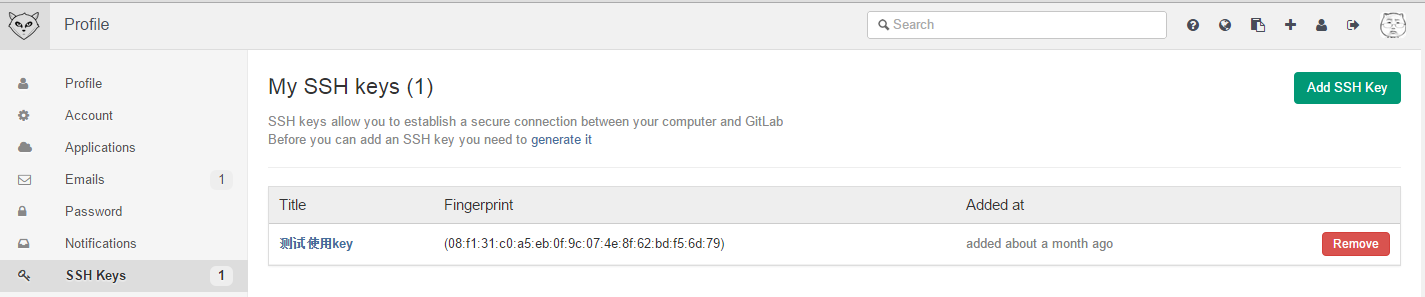 Profile
Search
Profile
Account
Applications
Emails 1
Password
Notifications
SSH Keys 1
My SSH keys (1)
Add SSH Key
SSH keys allow you to establish a secure connection between your computer and GitLab
Before you can add an SSH key you need to generate it
Title Fingerprint Added at
测试使用key (08:f1:31:c0:a5:eb:0f:9c:07:4e:8f:62:bd:f5:6d:79) added about a month ago Remove